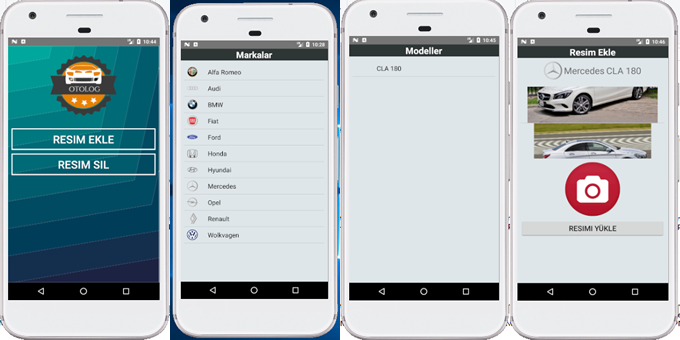 10:44
OTOLOG
RESIM EKLE
RESIM SIL
10:28
Markalar
Alfa Romeo
Audi
BMW
Fiat
Ford
Honda
Hyundai
Mercedes
Opel
Renault
Wolkvagen
10:45
Modeller
CLA 180
10:46
Resim Ekle
Mercedes CLA 180
RESIMI YÜKLE